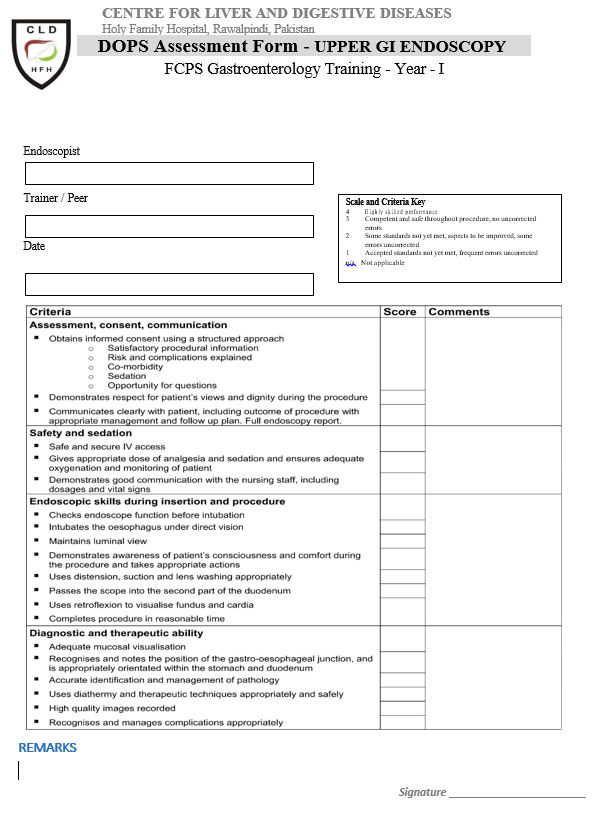 CLD
HFH
CENTRE FOR LIVER AND DIGESTIVE DISEASES
Holy Family Hospital, Rawalpindi, Pakistan
DOPS Assessment Form - UPPER GI ENDOSCOPY
FCPS Gastroenterology Training - Year - I
Endoscopist
Trainer / Peer
Date
Scale and Criteria Key
4 Highly skilled performance
3 Competent and safe throughout procedure, no uncorrected
errors
2 Some standards not yet met, aspects to be improved, some
errors uncorrected
1 Accepted standards not yet met, frequent errors uncorrected
n/a. Not applicable
Criteria Score Comments
Assessment, consent, communication
▪ Obtains informed consent using a structured approach
o Satisfactory procedural information
o Risk and complications explained
o Co-morbidity
o Sedation
o Opportunity for questions
▪ Demonstrates respect for patient's views and dignity during the procedure
▪ Communicates clearly with patient, including outcome of procedure with
appropriate management and follow up plan. Full endoscopy report.
Safety and sedation
▪ Safe and secure IV access
▪ Gives appropriate dose of analgesia and sedation and ensures adequate
oxygenation and monitoring of patient
▪ Demonstrates good communication with the nursing staff, including
dosages and vital signs
Endoscopic skills during insertion and procedure
▪ Checks endoscope function before intubation
▪ Intubates the oesophagus under direct vision
▪ Maintains luminal view
▪ Demonstrates awareness of patient's consciousness and comfort during
the procedure and takes appropriate actions
▪ Uses distension, suction and lens washing appropriately
▪ Passes the scope into the second part of the duodenum
▪ Uses retroflexion to visualise fundus and cardia
▪ Completes procedure in reasonable time
Diagnostic and therapeutic ability
▪ Adequate mucosal visualisation
▪ Recognises and notes the position of the gastro-oesophageal junction, and
is appropriately orientated within the stomach and duodenum
▪ Accurate identification and management of pathology
▪ Uses diathermy and therapeutic techniques appropriately and safely
▪ High quality images recorded
▪ Recognises and manages complications appropriately
REMARKS
Signature ____________________